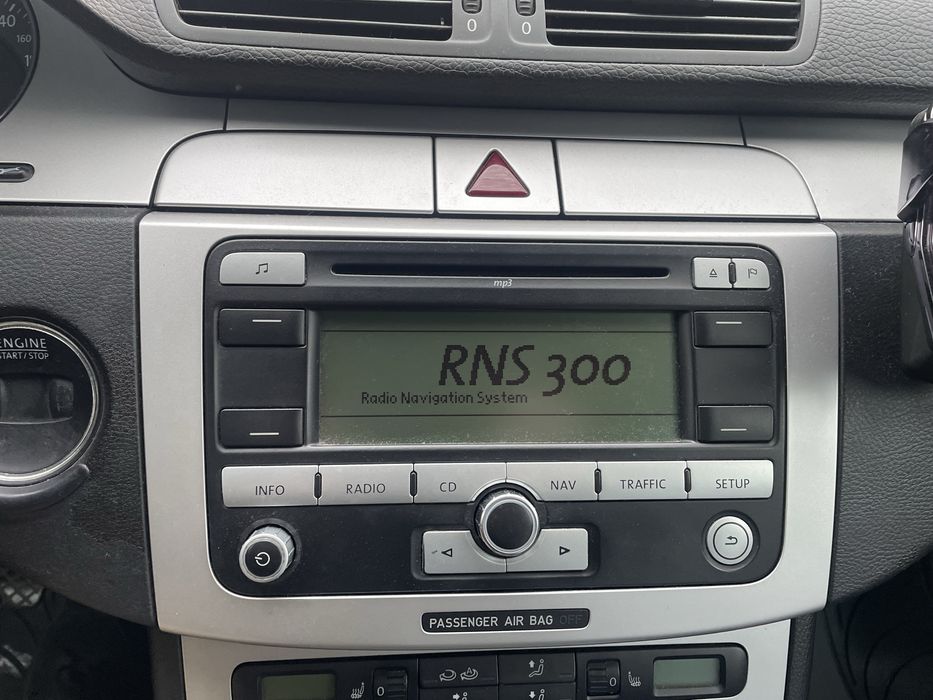 40
160
0
0
mp3
ENGINE
START/STOP
RNS 300
Radio Navigation System
INFO
RADIO
CD
NAV
TRAFFIC
SETUP
PASSENGER AIR BAG OFF
0
0